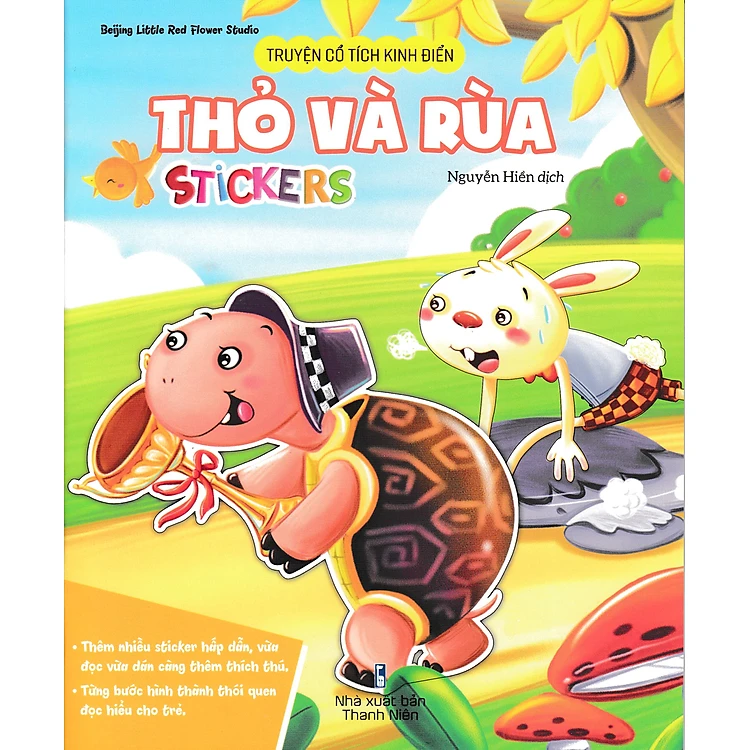 Beijing Little Red Flower Studio
TRUYỆN CỔ TÍCH KINH ĐIỂN
THỎ VÀ RÙA
STICKERS
Nguyễn Hiền dịch
• Thêm nhiều sticker hấp dẫn, vừa
đọc vừa dán càng thêm thích thú.
• Từng bước hình thành thói quen
đọc hiểu cho trẻ.
Nhà xuất bản
Thanh Niên